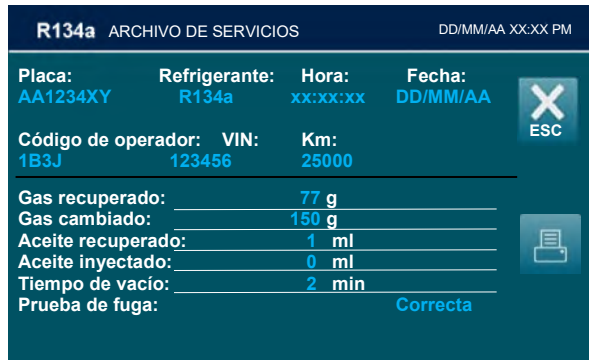 R134a ARCHIVO DE SERVICIOS DD/MM/AA XX:XX PM
Placa: Refrigerante: Hora: Fecha:
AA1234XY R134a xx:xx:xx DD/MM/AA
ESC
Código de operador: VIN: Km:
1B3J 123456 25000
Gas recuperado: 77 g
Gas cambiado: 150 g
Aceite recuperado: 1 ml
Aceite inyectado: 0 ml
Tiempo de vacío: 2 min
Prueba de fuga: Correcta